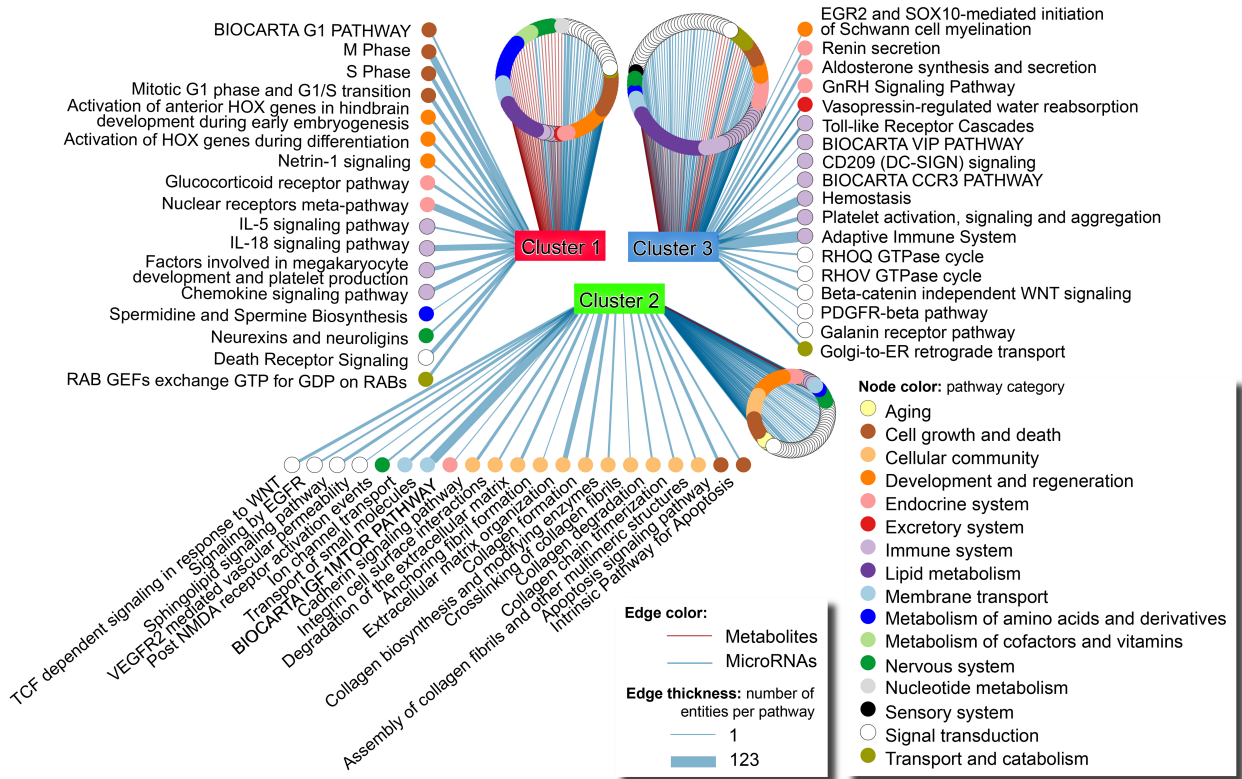 BIOCARTA G1 PATHWAY
M Phase
S Phase
Mitotic G1 phase and G1/S transition
Activation of anterior HOX genes in hindbrain
development during early embryogenesis
Activation of HOX genes during differentiation
Netrin-1 signaling
Glucocorticoid receptor pathway
Nuclear receptors meta-pathway
IL-5 signaling pathway
IL-18 signaling pathway
Factors involved in megakaryocyte
development and platelet production
Chemokine signaling pathway
Spermidine and Spermine Biosynthesis
Neurexins and neuroligins
Death Receptor Signaling
RAB GEFs exchange GTP for GDP on RABs
Cluster 1
Cluster 3
Cluster 2
EGR2 and SOX10-mediated initiation
of Schwann cell myelination
Renin secretion
Aldosterone synthesis and secretion
GnRH Signaling Pathway
Vasopressin-regulated water reabsorption
Toll-like Receptor Cascades
BIOCARTA VIP PATHWAY
CD209 (DC-SIGN) signaling
BIOCARTA CCR3 PATHWAY
Hemostasis
Platelet activation, signaling and aggregation
Adaptive Immune System
RHOQ GTPase cycle
RHOV GTPase cycle
Beta-catenin independent WNT signaling
PDGFR-beta pathway
Galanin receptor pathway
Golgi-to-ER retrograde transport
TCF dependent signaling in response to WNT
Signaling by EGFR
Sphingolipid signaling pathway
VEGFR2 mediated vascular permeability
Post NMDA receptor activation events
Ion channel transport
Transport of small molecules
BIOCARTA IGF1MTOR PATHWAY
Cadherin signaling pathway
Integrin cell surface interactions
Degradation of the extracellular matrix
Anchoring fibril formation
Extracellular matrix organization
Collagen formation
Collagen biosynthesis and modifying enzymes
Crosslinking of collagen fibrils
Collagen degradation
Collagen chain trimerization
Assembly of collagen fibrils and other multimeric structures
Apoptosis signaling pathway
Intrinsic Pathway for Apoptosis
Edge color:
Metabolites
MicroRNAs
Edge thickness: number of
entities per pathway
1
123
Node color: pathway category
Aging
Cell growth and death
Cellular community
Development and regeneration
Endocrine system
Excretory system
Immune system
Lipid metabolism
Membrane transport
Metabolism of amino acids and derivatives
Metabolism of cofactors and vitamins
Nervous system
Nucleotide metabolism
Sensory system
Signal transduction
Transport and catabolism